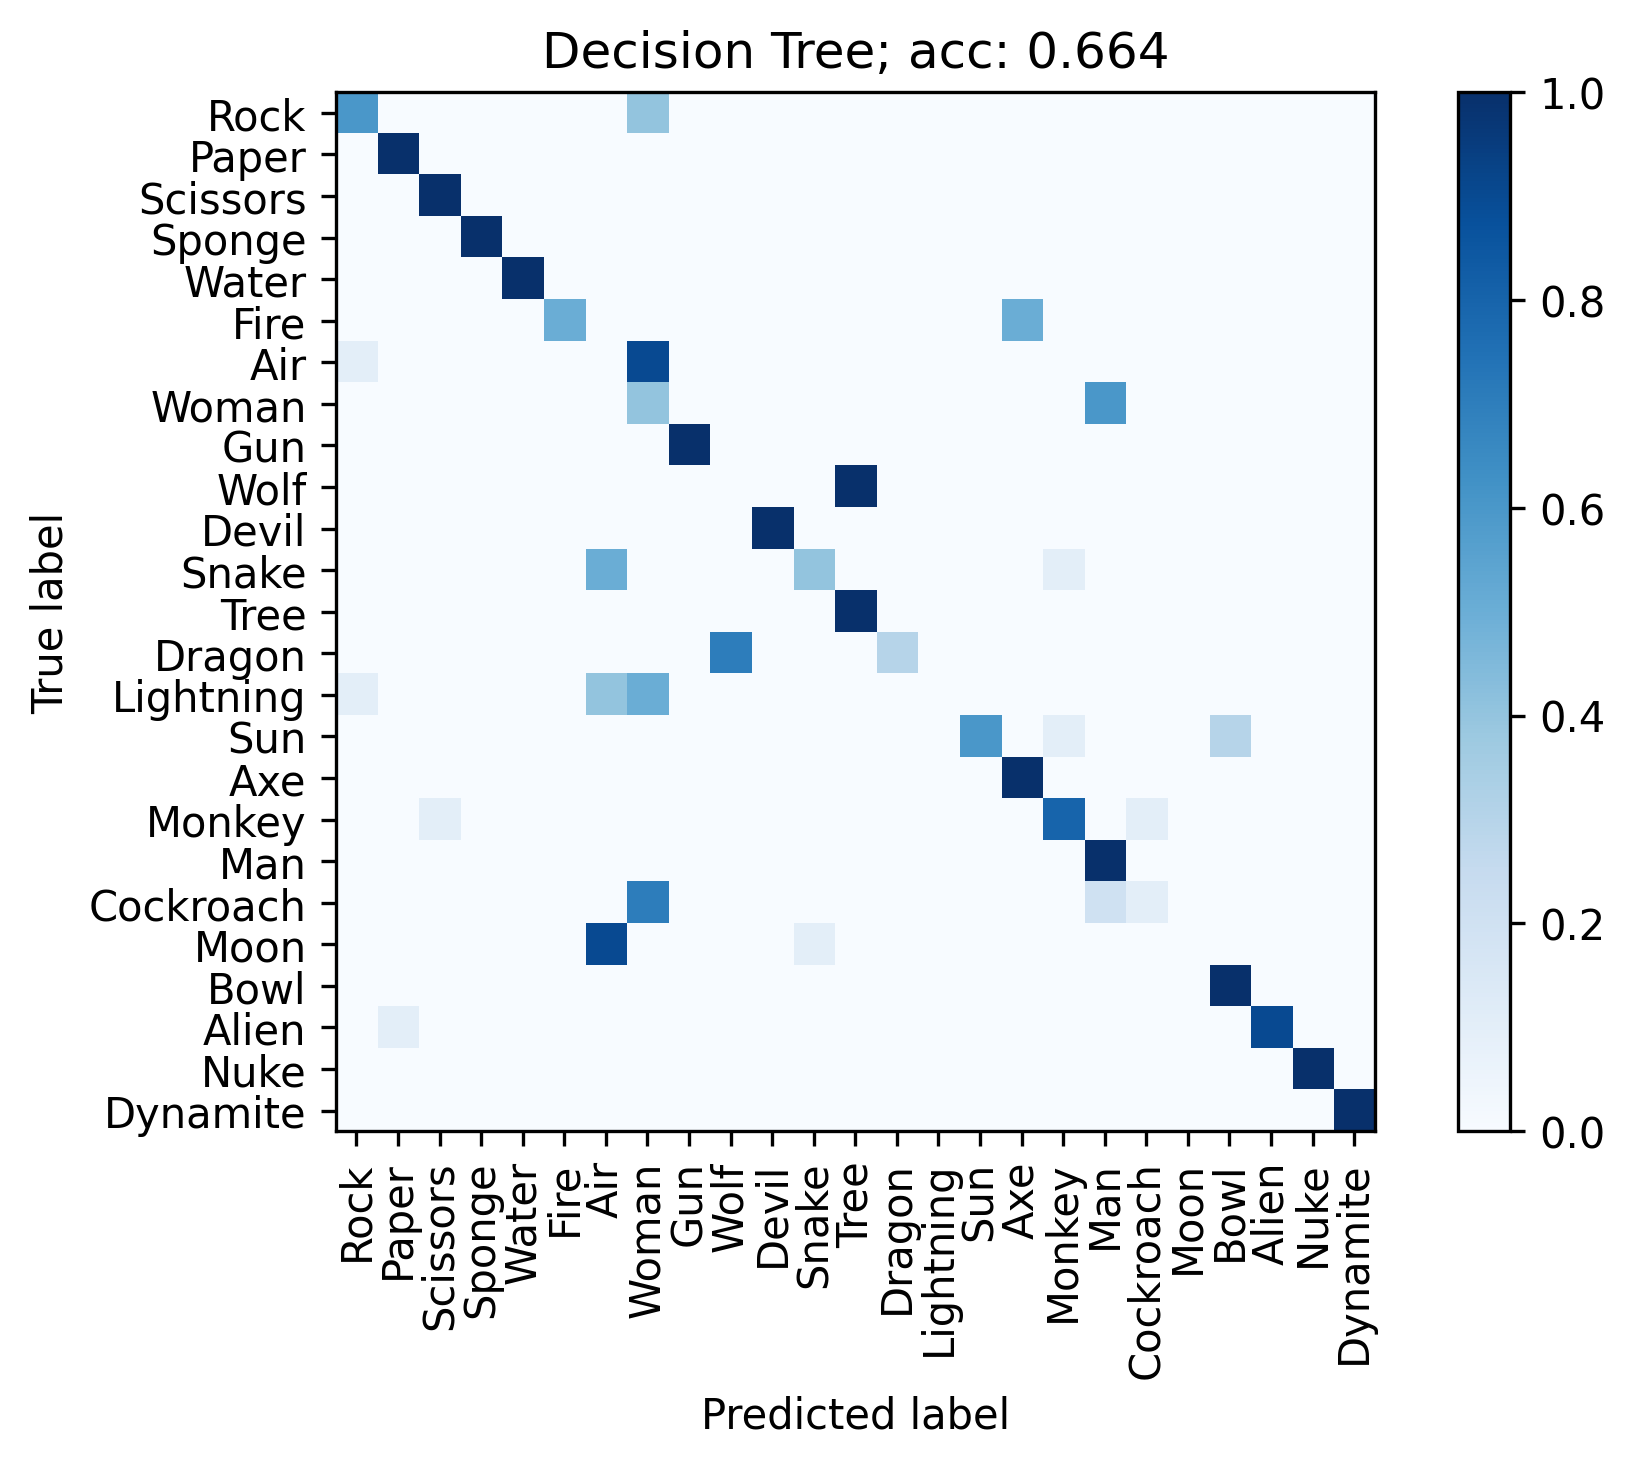 Decision Tree; acc: 0.664
True label
Rock
Paper
Scissors
Sponge
Water
Fire
Air
Woman
Gun
Wolf
Devil
Snake
Tree
Dragon
Lightning
Sun
Axe
Monkey
Man
Cockroach
Moon
Bowl
Alien
Nuke
Dynamite
Rock
Paper
Scissors
Sponge
Water
Fire
Air
Woman
Gun
Wolf
Devil
Snake
Tree
Dragon
Lightning
Sun
Axe
Monkey
Man
Cockroach
Moon
Bowl
Alien
Nuke
Dynamite
Predicted label
1.0
0.8
0.6
0.4
0.2
0.0